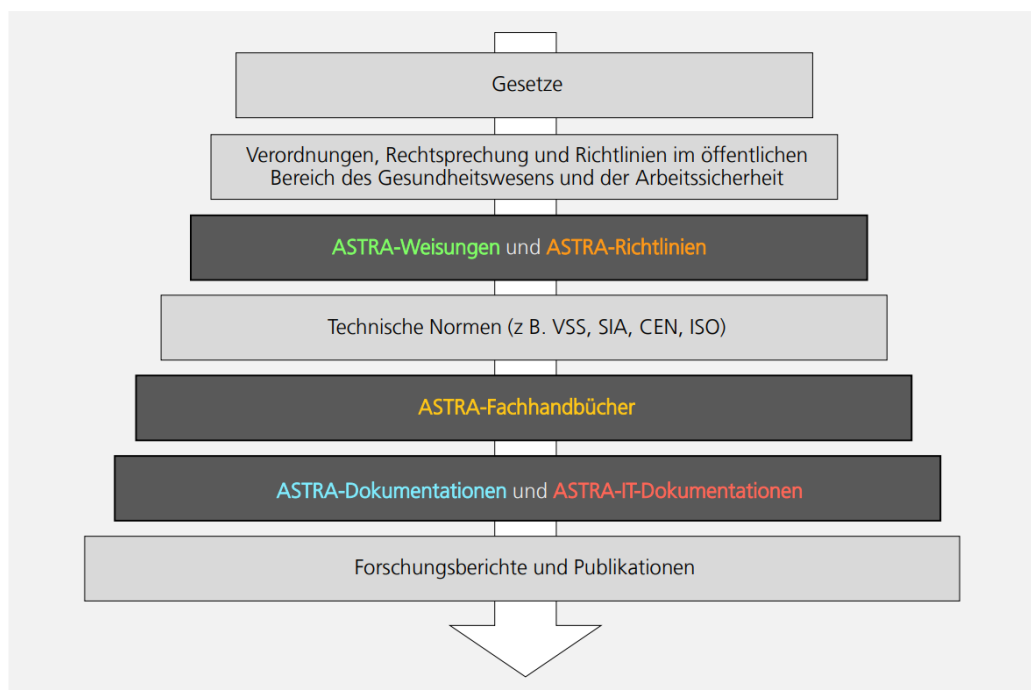 Gesetze
Verordnungen, Rechtsprechung und Richtlinien im öffentlichen
Bereich des Gesundheitswesens und der Arbeitssicherheit
ASTRA-Weisungen und ASTRA-Richtlinien
Technische Normen (z B. VSS, SIA, CEN, ISO)
ASTRA-Fachhandbücher
ASTRA-Dokumentationen und ASTRA-IT-Dokumentationen
Forschungsberichte und Publikationen